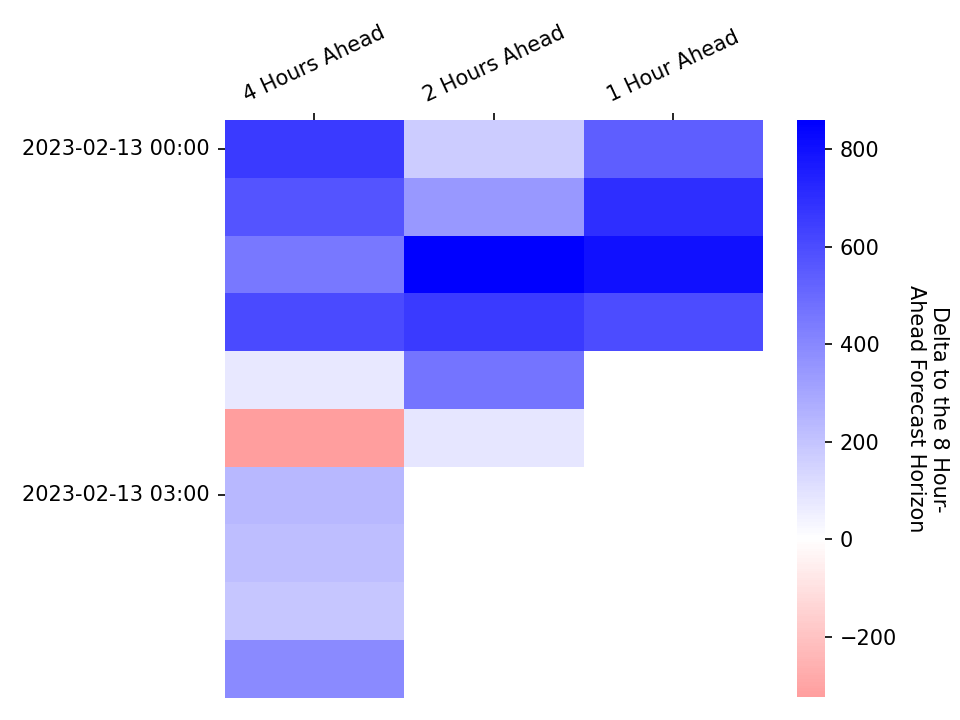 4 Hours Ahead
2 Hours Ahead
1 Hour Ahead
2023-02-13 00:00
2023-02-13 03:00
800
600
400
200
0
−200
Delta to the 8 Hour-
Ahead Forecast Horizon